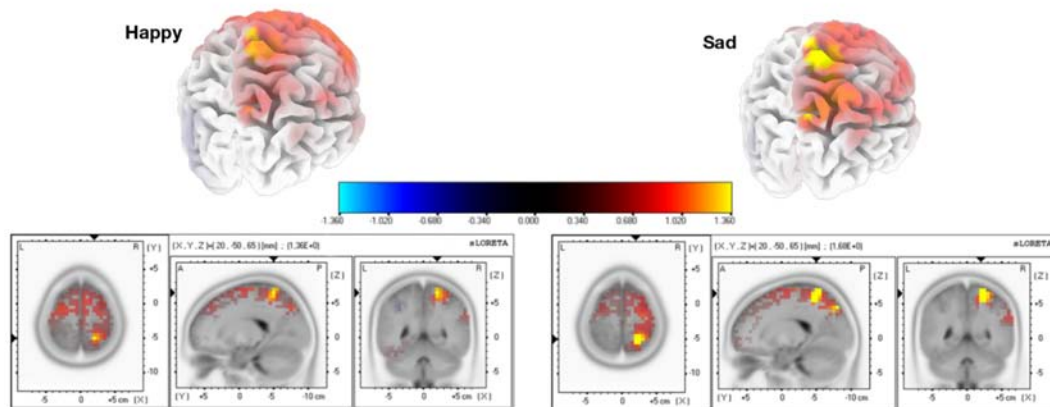 Happy
Sad
-1.360 -1.020 -0.680 -0.340 0.000 0.340 0.680 1.020 1.360
L R (Y)
+5
0
-5
-10
-5 0 +5 cm (X)
(X, Y, Z)=(20, -50, 65)[mm] ; (1.36E+0) sLORETA
A P (Z)
+5
0
-5
(Y) +5 0 -5 -10 cm
L R (Z)
+5
0
-5
-5 0 +5 cm (X)
L R (Y)
+5
0
-5
-10
-5 0 +5 cm (X)
(X, Y, Z)=(20, -50, 65)[mm] ; (1.68E+0) sLORETA
A P (Z)
+5
0
-5
(Y) +5 0 -5 -10 cm
L R (Z)
+5
0
-5
-5 0 +5 cm (X)